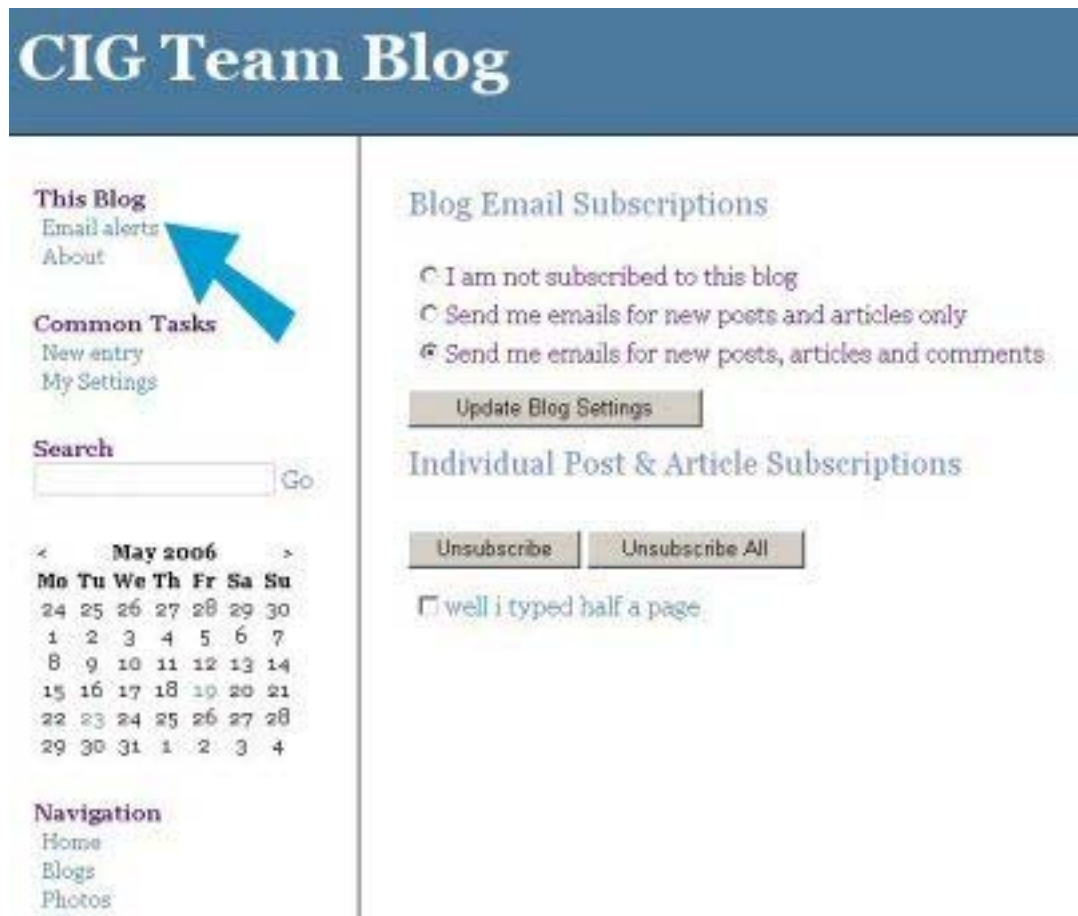 CIG Team Blog
This Blog
Email alerts
About
Common Tasks
New entry
My Settings
Search
Go
< May 2006 >
Mo Tu We Th Fr Sa Su
24 25 26 27 28 29 30
1 2 3 4 5 6 7
8 9 10 11 12 13 14
15 16 17 18 19 20 21
22 23 24 25 26 27 28
29 30 31 1 2 3 4
Navigation
Home
Blogs
Photos
Blog Email Subscriptions
I am not subscribed to this blog
Send me emails for new posts and articles only
Send me emails for new posts, articles and comments
Update Blog Settings
Individual Post & Article Subscriptions
Unsubscribe Unsubscribe All
well i typed half a page